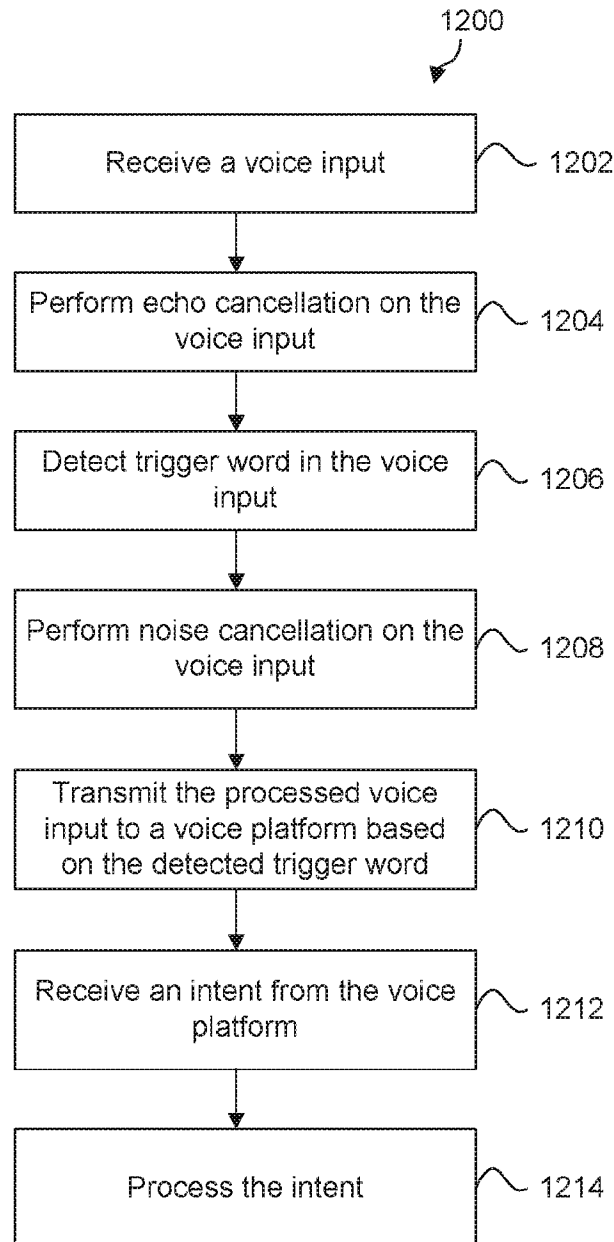 1200
Receive a voice input
1202
Perform echo cancellation on the
voice input
1204
Detect trigger word in the voice
input
1206
Perform noise cancellation on the
voice input
1208
Transmit the processed voice
input to a voice platform based
on the detected trigger word
1210
Receive an intent from the voice
platform
1212
Process the intent
1214